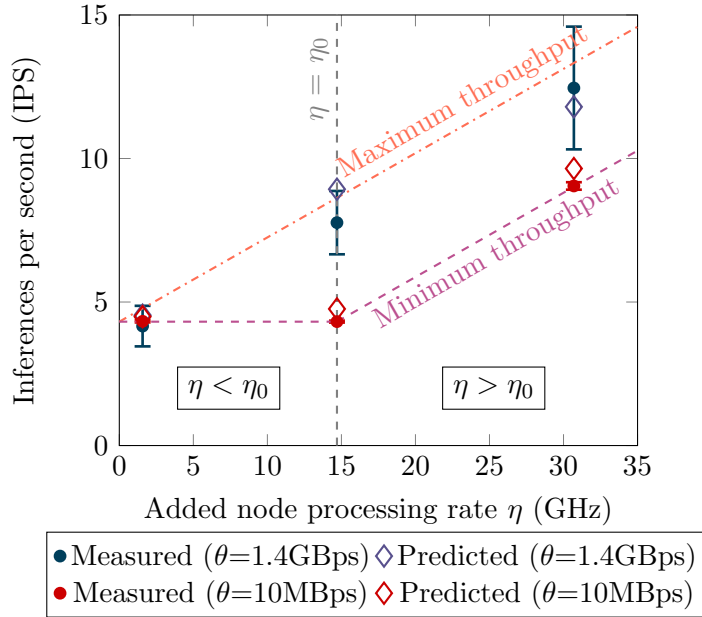 15
10
5
0
Inferences per second (IPS)
η = η₀
Maximum throughput
Minimum throughput
η < η₀
η > η₀
0 5 10 15 20 25 30 35
Added node processing rate η (GHz)
Measured (θ=1.4GBps) Predicted (θ=1.4GBps)
Measured (θ=10MBps) Predicted (θ=10MBps)